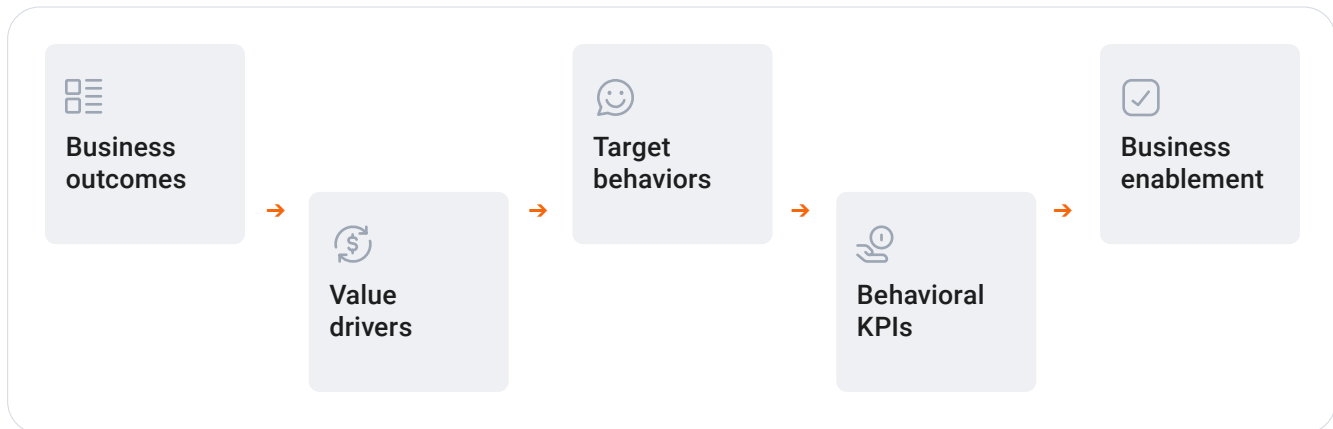 Business
outcomes
Value
drivers
Target
behaviors
Behavioral
KPIs
Business
enablement